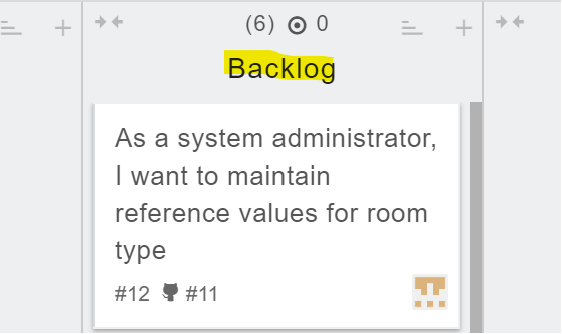 (6) 0
Backlog
As a system administrator,
I want to maintain
reference values for room
type
#12 #11